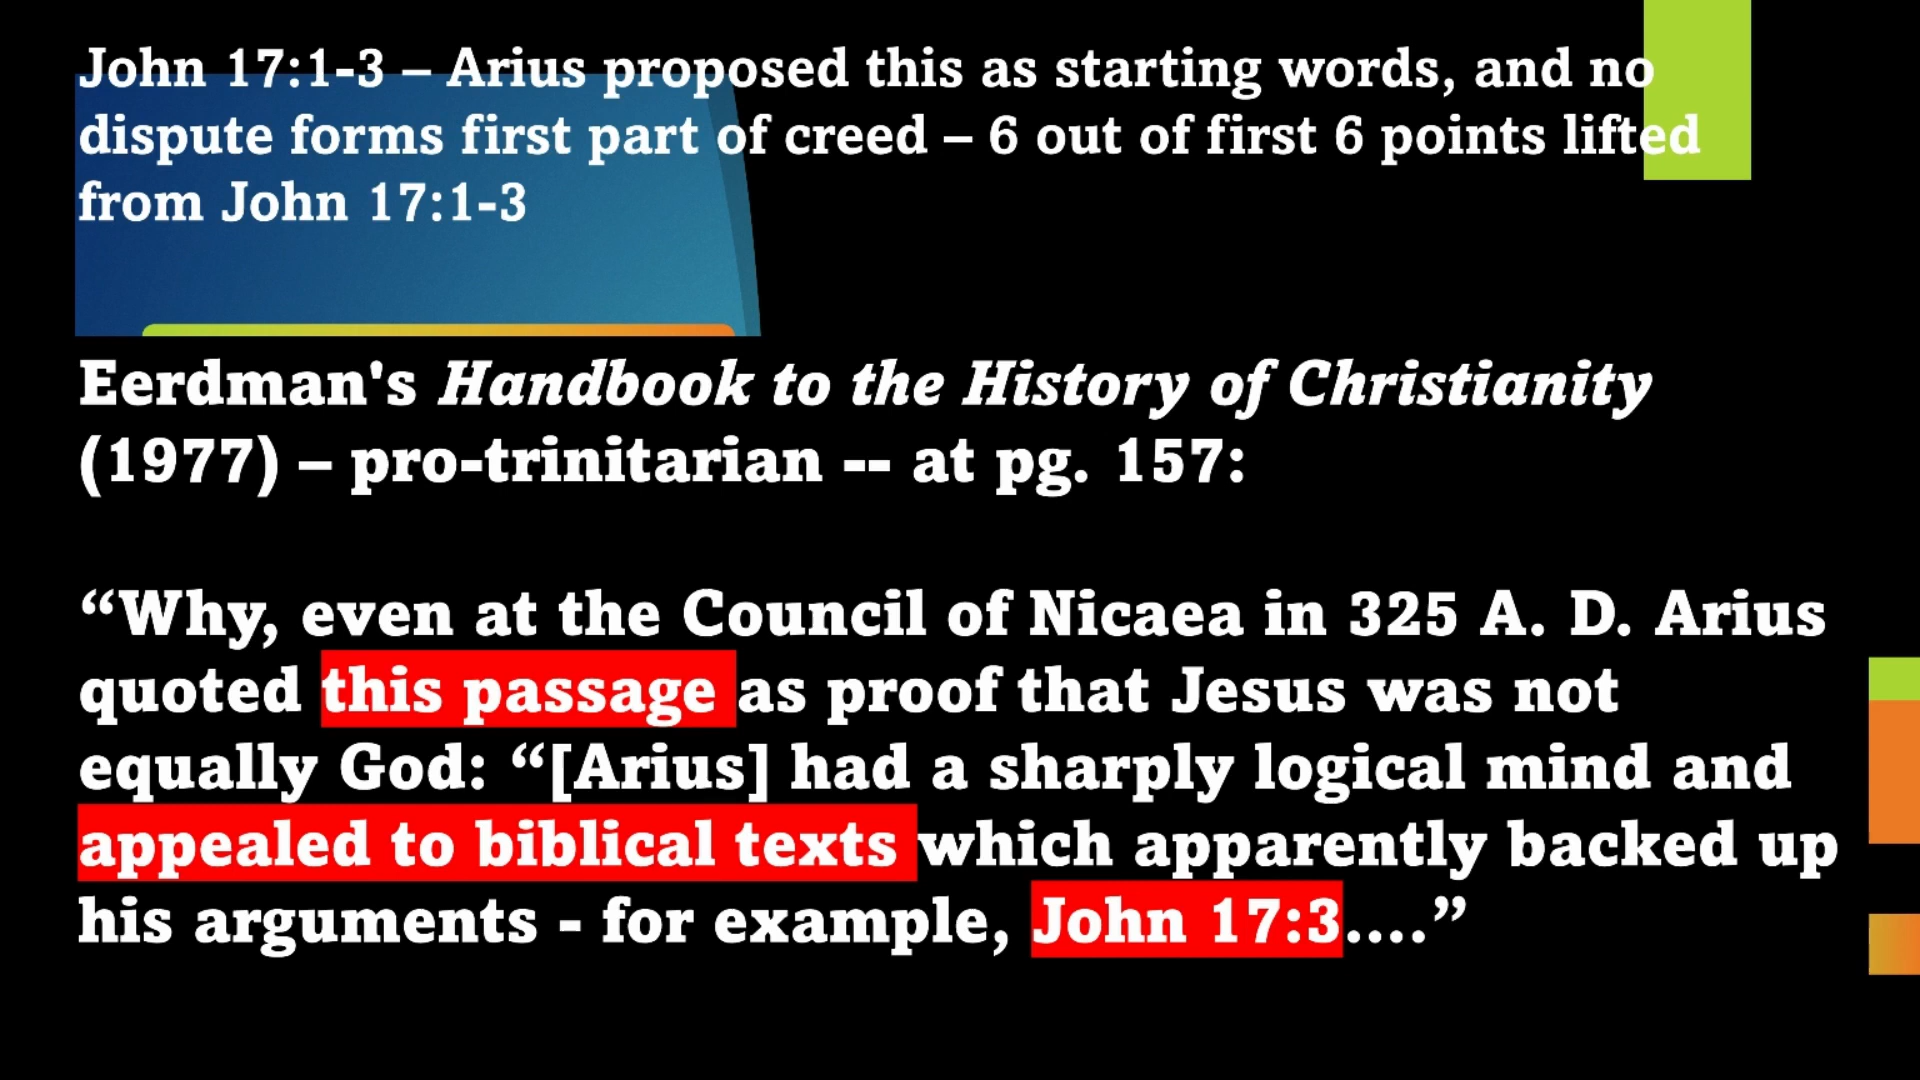 John 17:1-3 – Arius proposed this as starting words, and no
dispute forms first part of creed – 6 out of first 6 points lifted
from John 17:1-3
Eerdman's Handbook to the History of Christianity
(1977) – pro-trinitarian -- at pg. 157:
“Why, even at the Council of Nicaea in 325 A. D. Arius
quoted this passage as proof that Jesus was not
equally God: “[Arius] had a sharply logical mind and
appealed to biblical texts which apparently backed up
his arguments - for example, John 17:3....”